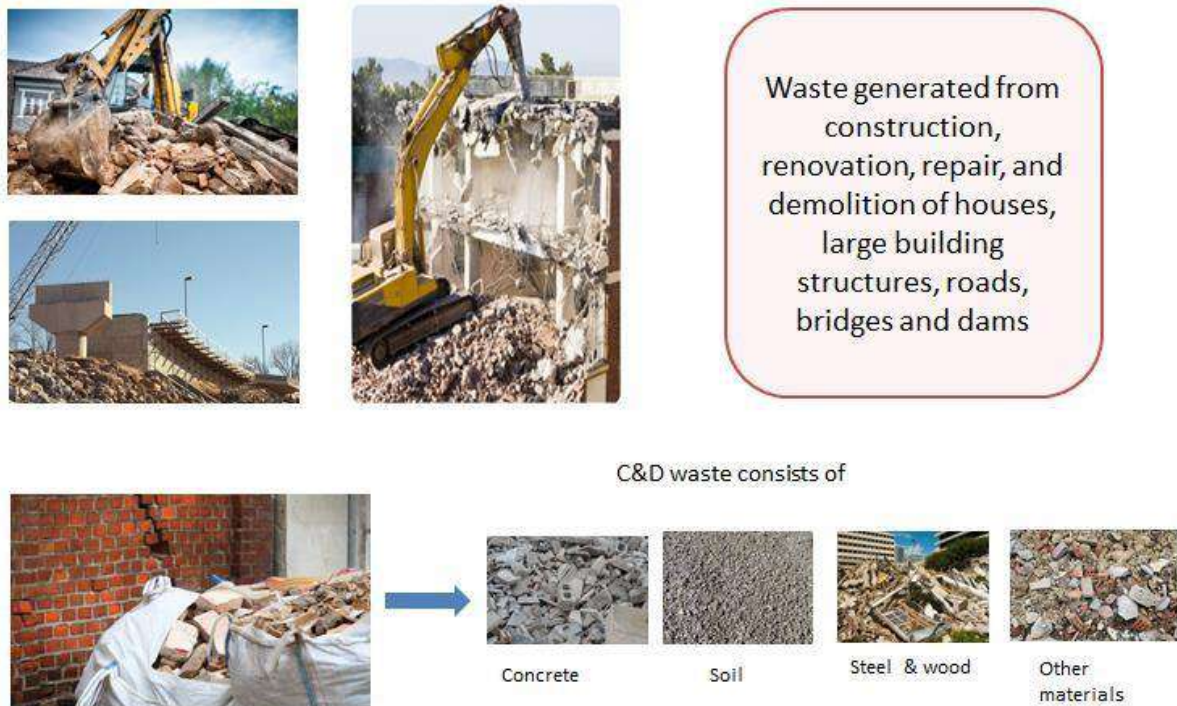 Waste generated from
construction,
renovation, repair, and
demolition of houses,
large building
structures, roads,
bridges and dams
C&D waste consists of
Concrete
Soil
Steel & wood
Other
materials